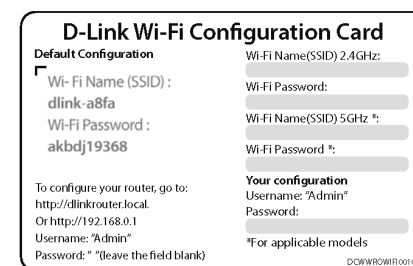 D-Link Wi-Fi Configuration Card
Default Configuration
Wi- Fi Name (SSID) :
dlink-a8fa
Wi-Fi Password :
akbdj19368
To configure your router, go to:
http://dlinkrouter.local.
Or http://192.168.0.1
Username: "Admin"
Password: " "(leave the field blank)
Wi-Fi Name(SSID) 2.4GHz:
Wi-Fi Password:
Wi-Fi Name(SSID) 5GHz *:
Wi-Fi Password *:
Your configuration
Username: "Admin"
Password:
*For applicable models